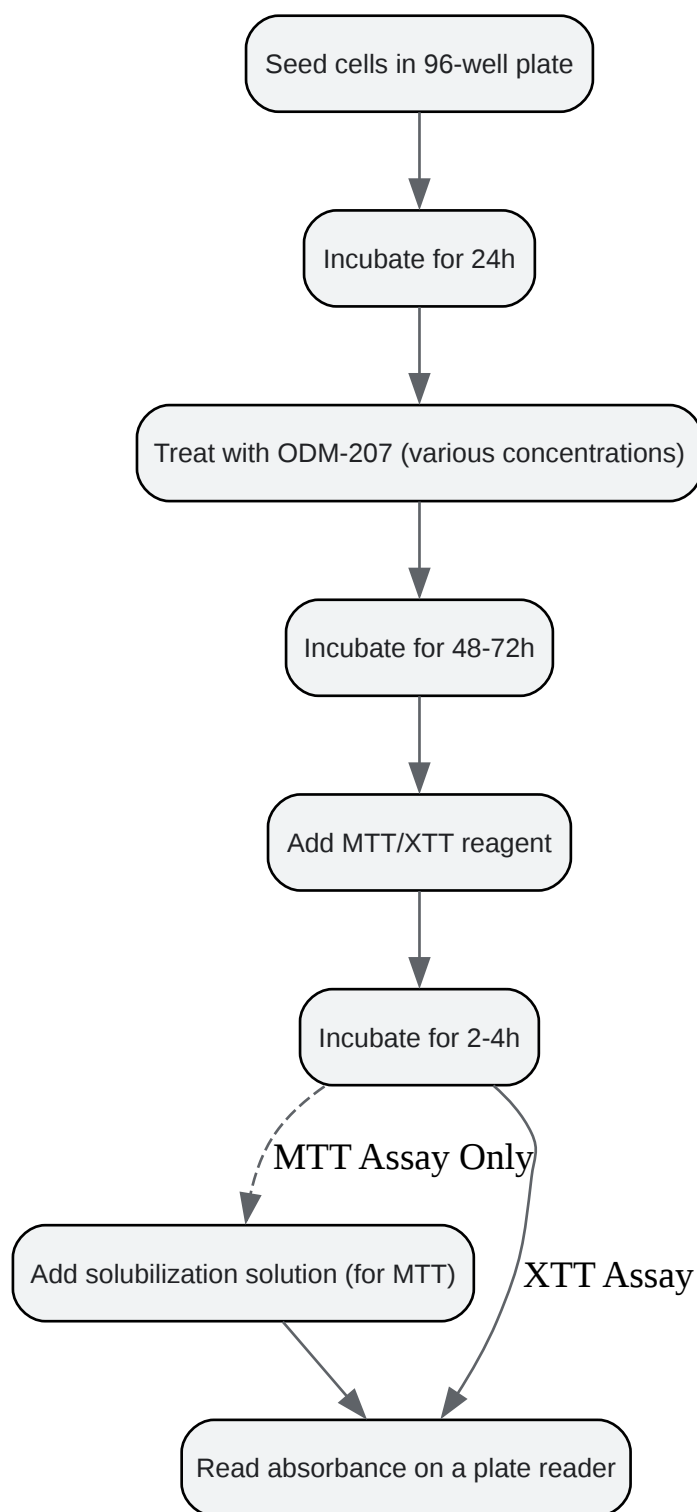 Seed cells in 96-well plate
Incubate for 24h
Treat with ODM-207 (various concentrations)
Incubate for 48-72h
Add MTT/XTT reagent
Incubate for 2-4h
MTT Assay Only
Add solubilization solution (for MTT)
XTT Assay
Read absorbance on a plate reader